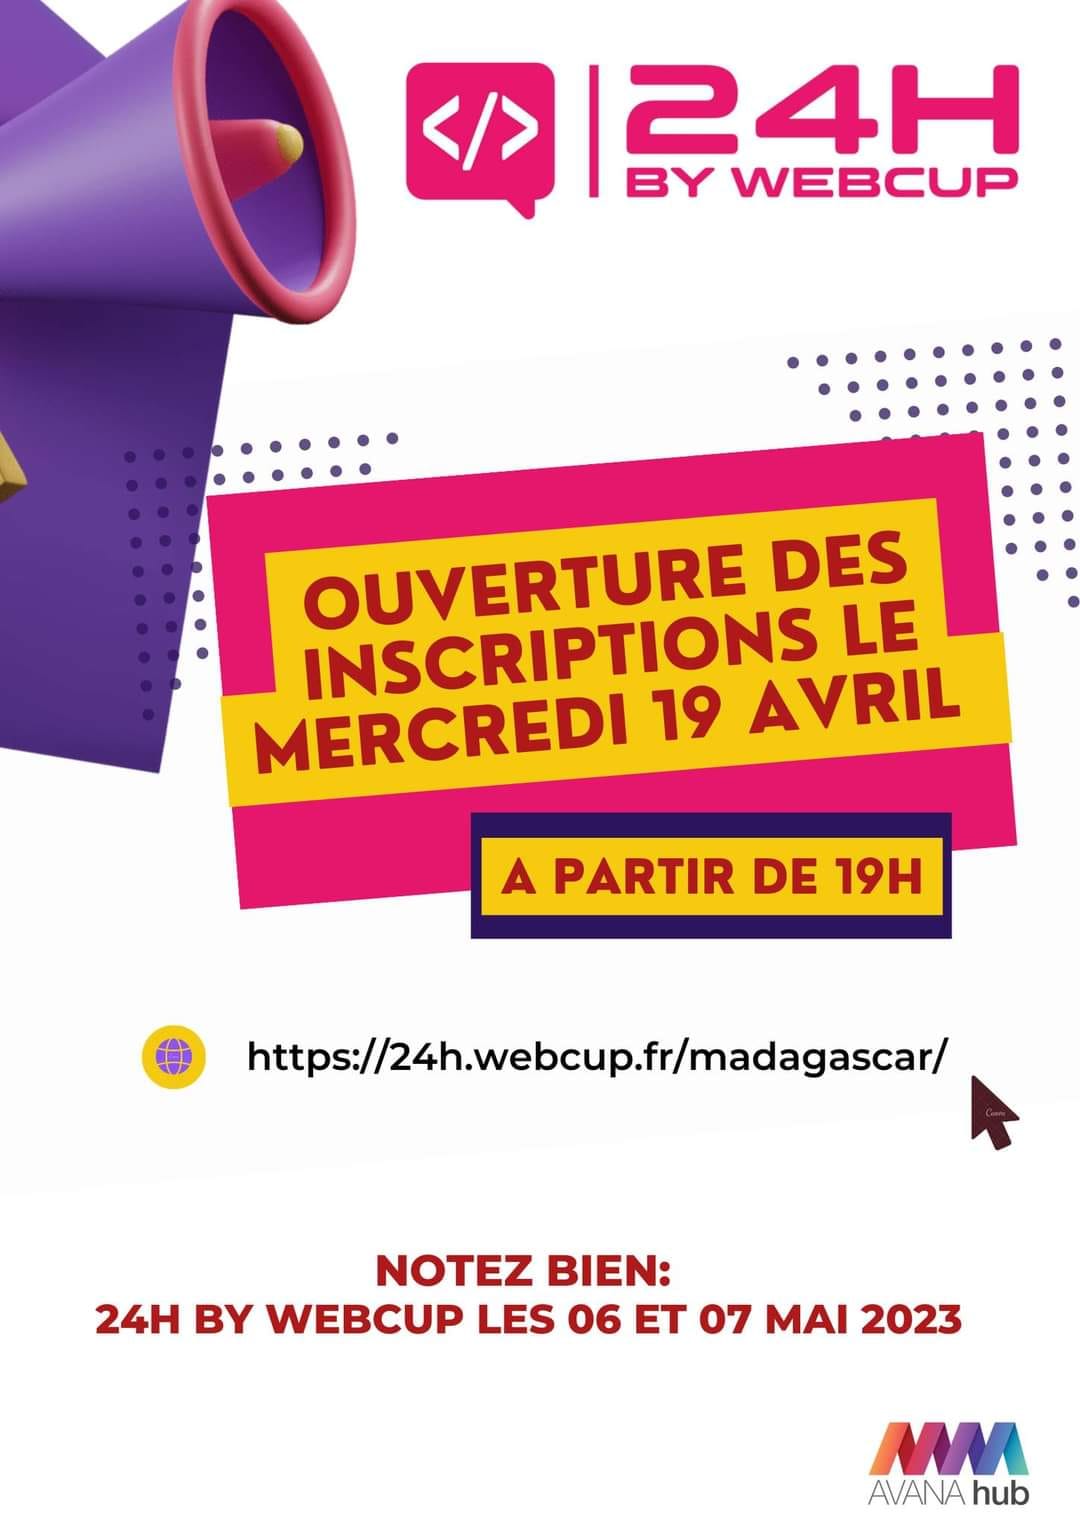 </>
24H
BY WEBCUP
OUVERTURE DES
INSCRIPTIONS LE
MERCREDI 19 AVRIL
A PARTIR DE 19H
https://24h.webcup.fr/madagascar/
Canva
NOTEZ BIEN:
24H BY WEBCUP LES 06 ET 07 MAI 2023
AVANA hub